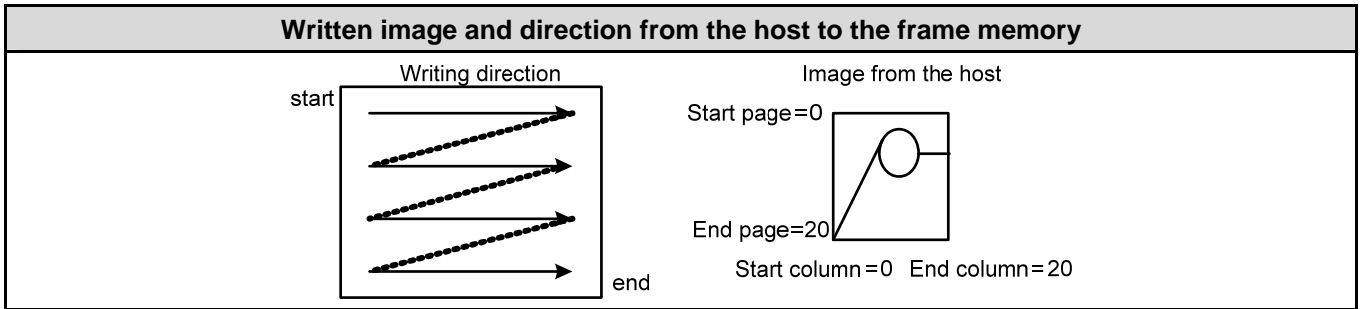 Written image and direction from the host to the frame memory
Writing direction
start
end
Image from the host
Start page=0
End page=20
Start column=0 End column=20